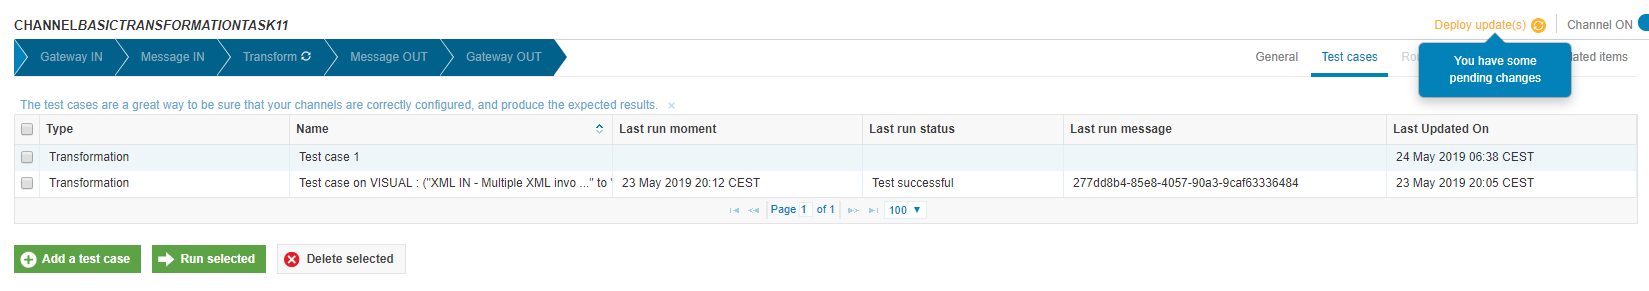 CHANNELBASICTRANSFORMATIONTASK11
Deploy update(s)
Channel ON
Gateway IN
Message IN
Transform
Message OUT
Gateway OUT
General
Test cases
You have some
pending changes
items
The test cases are a great way to be sure that your channels are correctly configured, and produce the expected results. ×
Type
Name
Last run moment
Last run status
Last run message
Last Updated On
Transformation
Test case 1
24 May 2019 06:38 CEST
Transformation
Test case on VISUAL : ("XML IN - Multiple XML invo ..." to '
23 May 2019 20:12 CEST
Test successful
277dd8b4-85e8-4057-90a3-9caf63336484
23 May 2019 20:05 CEST
Page 1 of 1
100
Add a test case
Run selected
Delete selected